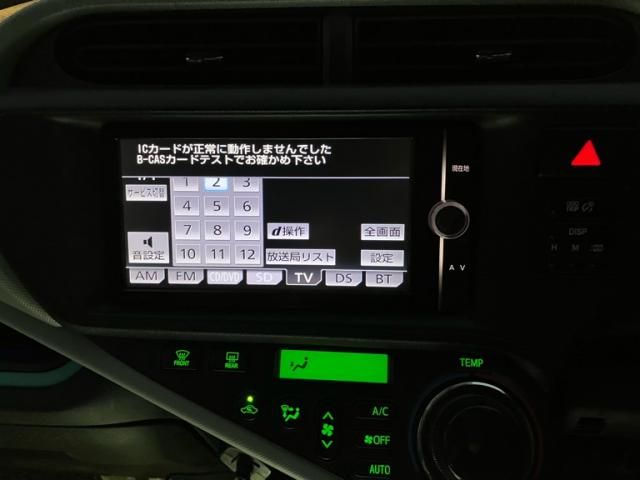 ICカードが正常に動作しませんでした
B-CASカードテストでお確かめ下さい
サービス切替
1 2 3
4 5 6
7 8 9
10 11 12
d操作
全画面
音設定
放送局リスト
設定
AM FM CD/DVD SD TV DS BT
現在地
A V
DISP
H M
FRONT
REAR
TEMP
A/C
OFF
AUTO